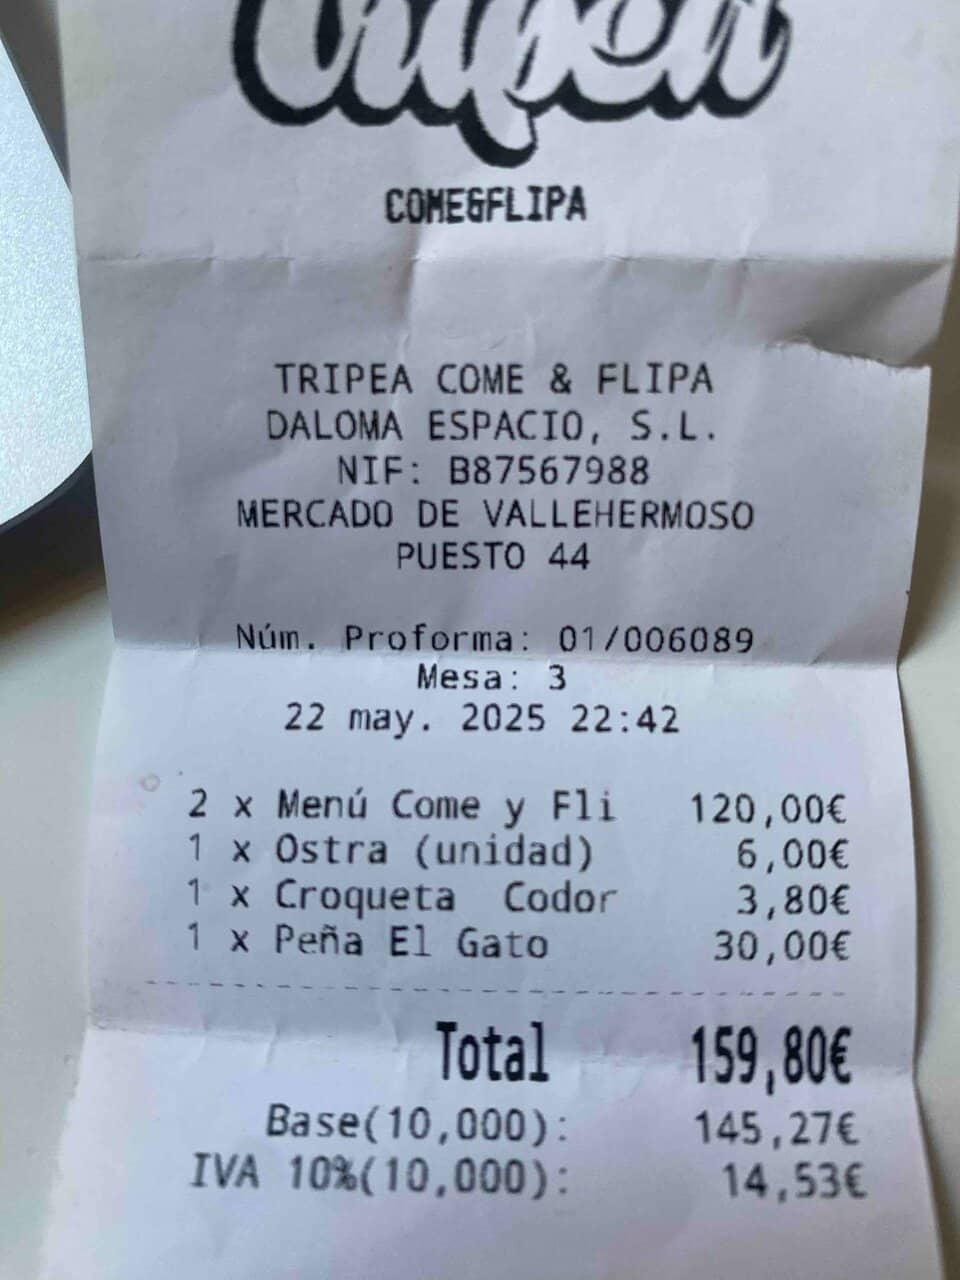 COME&FLIPA
TRIPEA COME & FLIPA
DALOMA ESPACIO, S.L.
NIF: B87567988
MERCADO DE VALLEHERMOSO
PUESTO 44
Núm. Proforma: 01/006089
Mesa: 3
22 may. 2025 22:42
2 x Menú Come y Fli 120,00€
1 x Ostra (unidad) 6,00€
1 x Croqueta Codor 3,80€
1 x Peña El Gato 30,00€
Total 159,80€
Base(10,000): 145,27€
IVA 10%(10,000): 14,53€